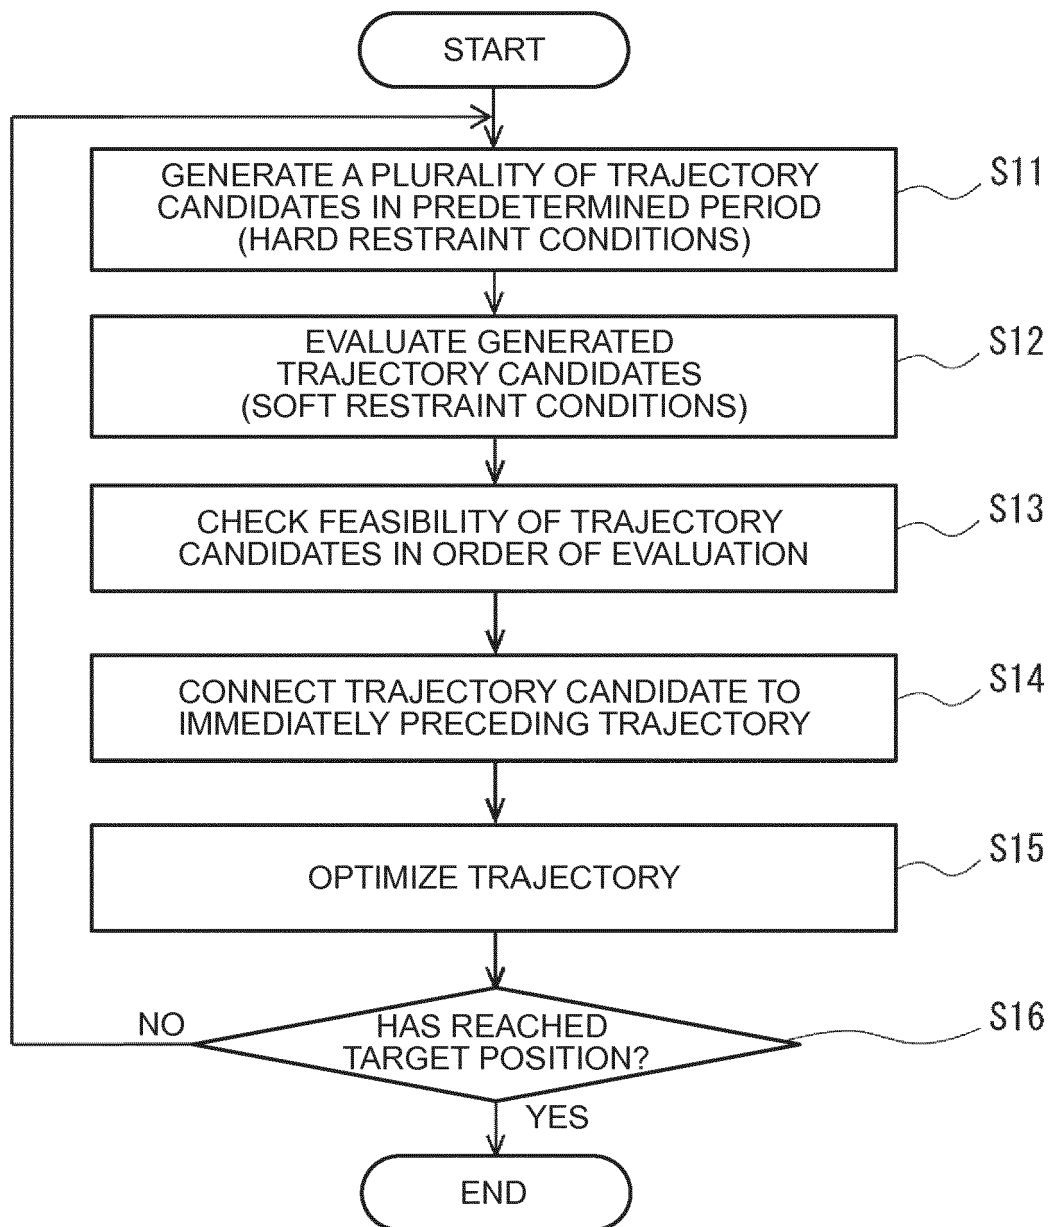 START
GENERATE A PLURALITY OF TRAJECTORY
CANDIDATES IN PREDETERMINED PERIOD
(HARD RESTRAINT CONDITIONS)
S11
EVALUATE GENERATED
TRAJECTORY CANDIDATES
(SOFT RESTRAINT CONDITIONS)
S12
CHECK FEASIBILITY OF TRAJECTORY
CANDIDATES IN ORDER OF EVALUATION
S13
CONNECT TRAJECTORY CANDIDATE TO
IMMEDIATELY PRECEDING TRAJECTORY
S14
OPTIMIZE TRAJECTORY
S15
HAS REACHED
TARGET POSITION?
S16
NO
YES
END